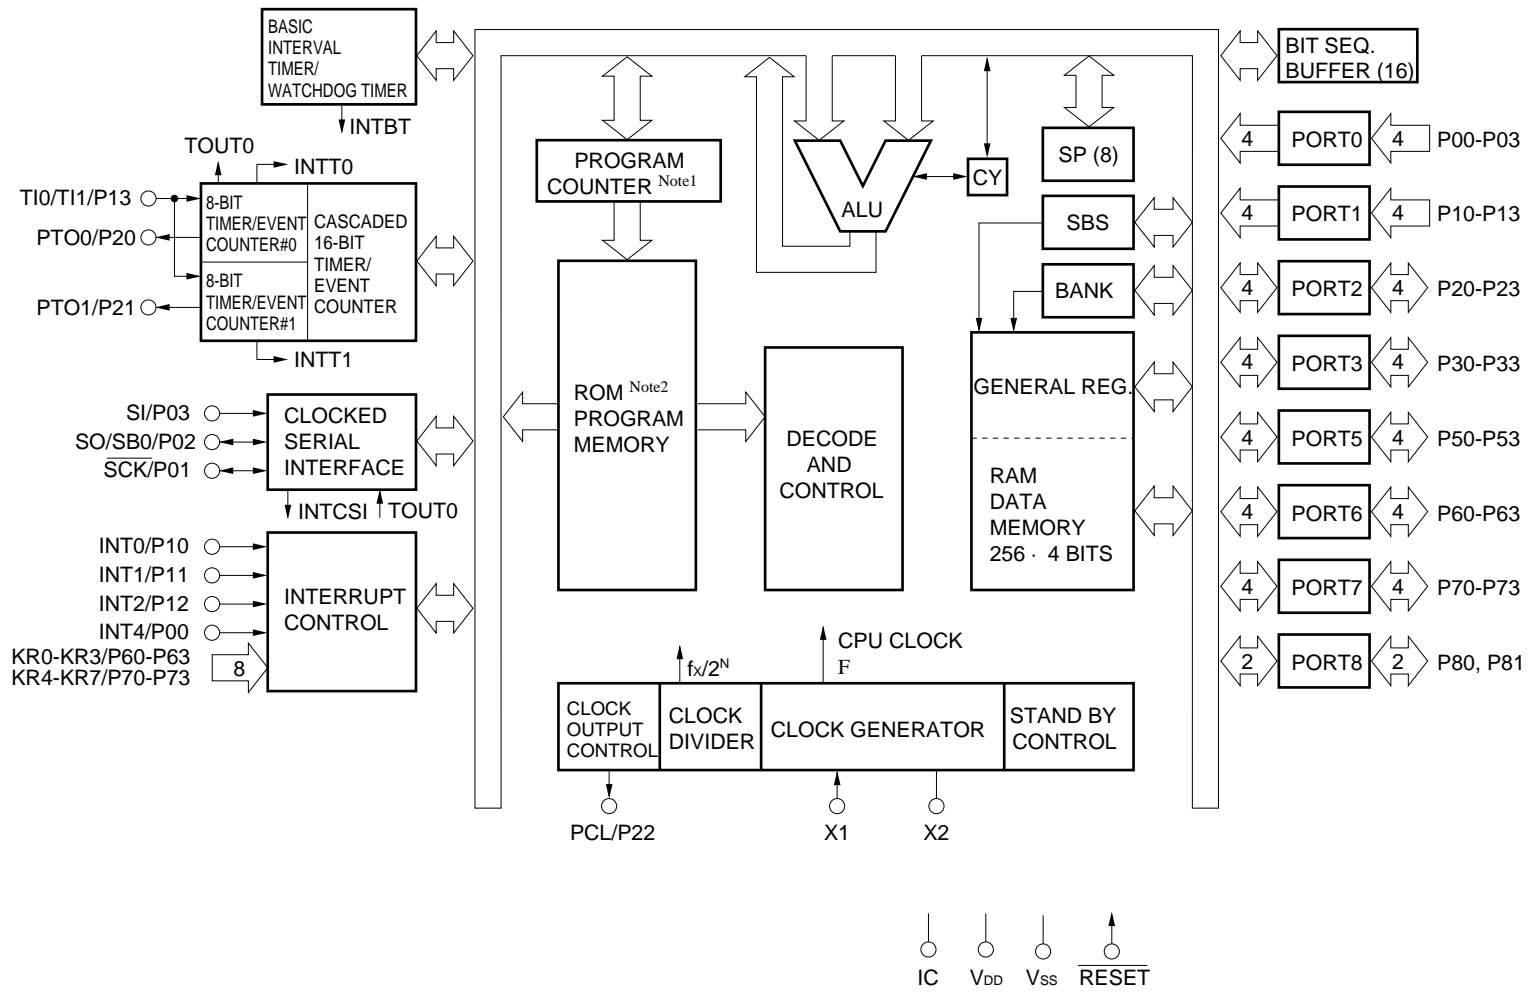 BASIC
INTERVAL
TIMER/
WATCHDOG TIMER
INTBT
TOUT0
INTT0
TI0/TI1/P13
PTO0/P20
PTO1/P21
8-BIT
TIMER/EVENT
COUNTER#0
8-BIT
TIMER/EVENT
COUNTER#1
CASCADED
16-BIT
TIMER/
EVENT
COUNTER
INTT1
SI/P03
SO/SB0/P02
SCK/P01
CLOCKED
SERIAL
INTERFACE
INTCSI
TOUT0
INT0/P10
INT1/P11
INT2/P12
INT4/P00
KR0-KR3/P60-P63
KR4-KR7/P70-P73
8
INTERRUPT
CONTROL
PROGRAM
COUNTER Note1
ROM Note2
PROGRAM
MEMORY
ALU
CY
DECODE
AND
CONTROL
SP (8)
SBS
BANK
GENERAL REG.
RAM
DATA
MEMORY
256 · 4 BITS
fx/2N
CPU CLOCK
F
CLOCK
OUTPUT
CONTROL
CLOCK
DIVIDER
CLOCK GENERATOR
STAND BY
CONTROL
PCL/P22
X1
X2
BIT SEQ.
BUFFER (16)
4 PORT0 4 P00-P03
4 PORT1 4 P10-P13
4 PORT2 4 P20-P23
4 PORT3 4 P30-P33
4 PORT5 4 P50-P53
4 PORT6 4 P60-P63
4 PORT7 4 P70-P73
2 PORT8 2 P80, P81
IC VDD VSS RESET